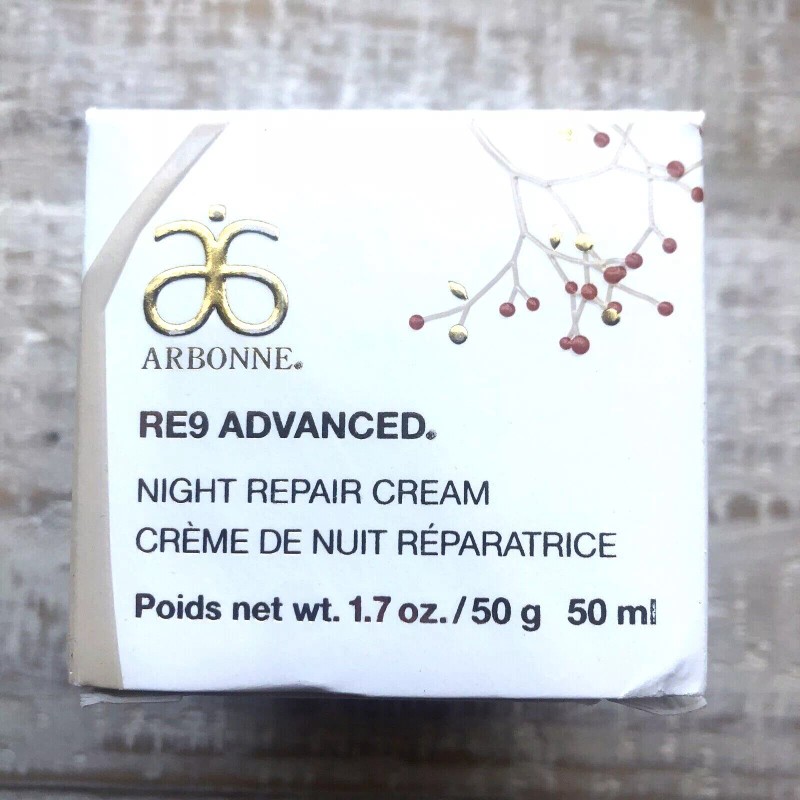 ARBONNE®
RE9 ADVANCED®
NIGHT REPAIR CREAM
CRÈME DE NUIT RÉPARATRICE
Poids net wt. 1.7 oz. / 50 g 50 ml